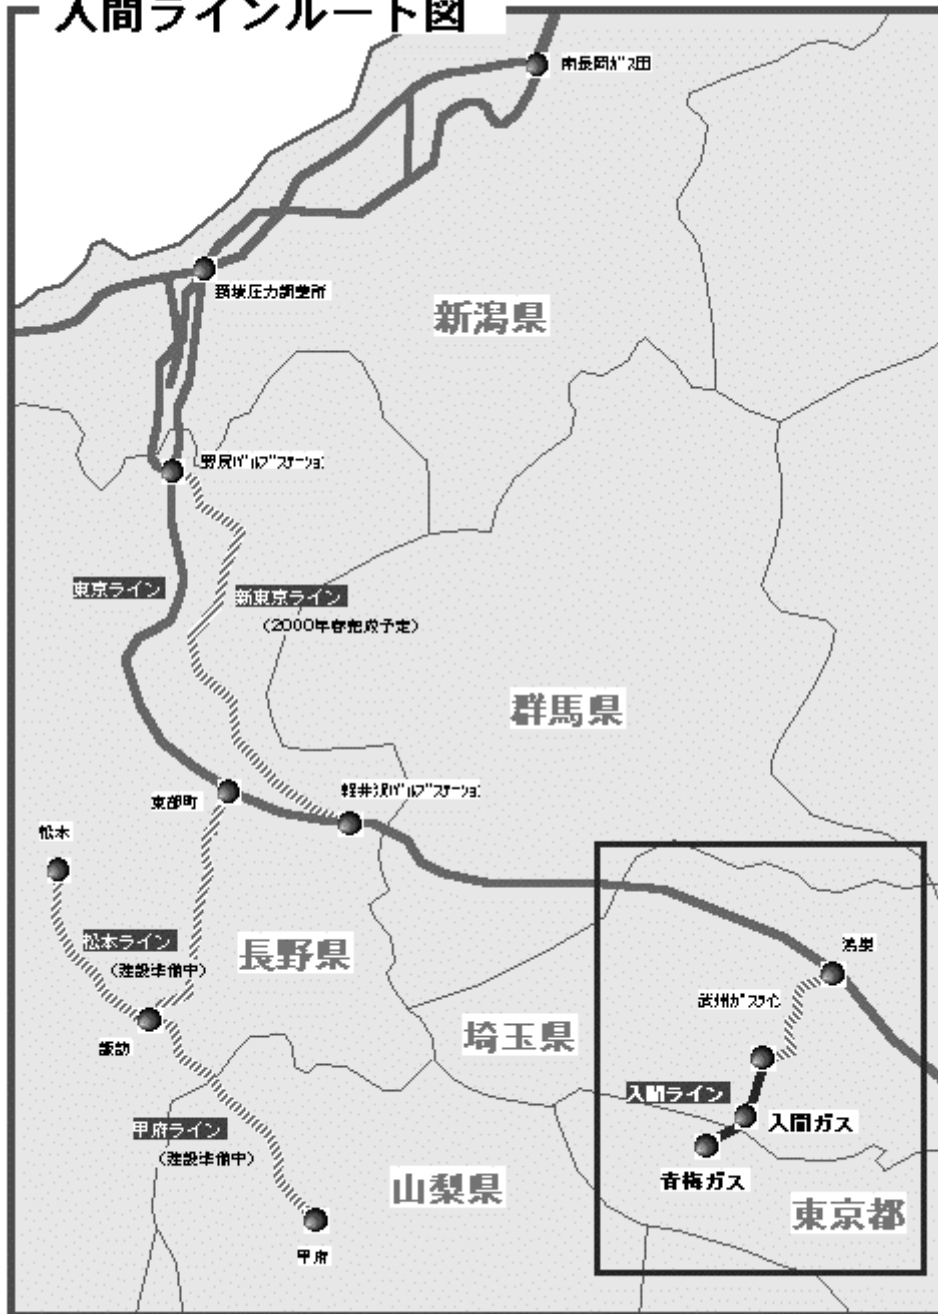 入間ラインルート図
南長岡ガス田
頸城圧力調整所
新潟県
野尻バルブステーション
東京ライン
新東京ライン
（2000年春完成予定）
群馬県
東部町
軽井沢バルブステーション
松本
松本ライン
（建設準備中）
長野県
鴻巣
武州ガスライン
諏訪
埼玉県
入間ライン
入間ガス
甲府ライン
（建設準備中）
青梅ガス
山梨県
東京都
甲府